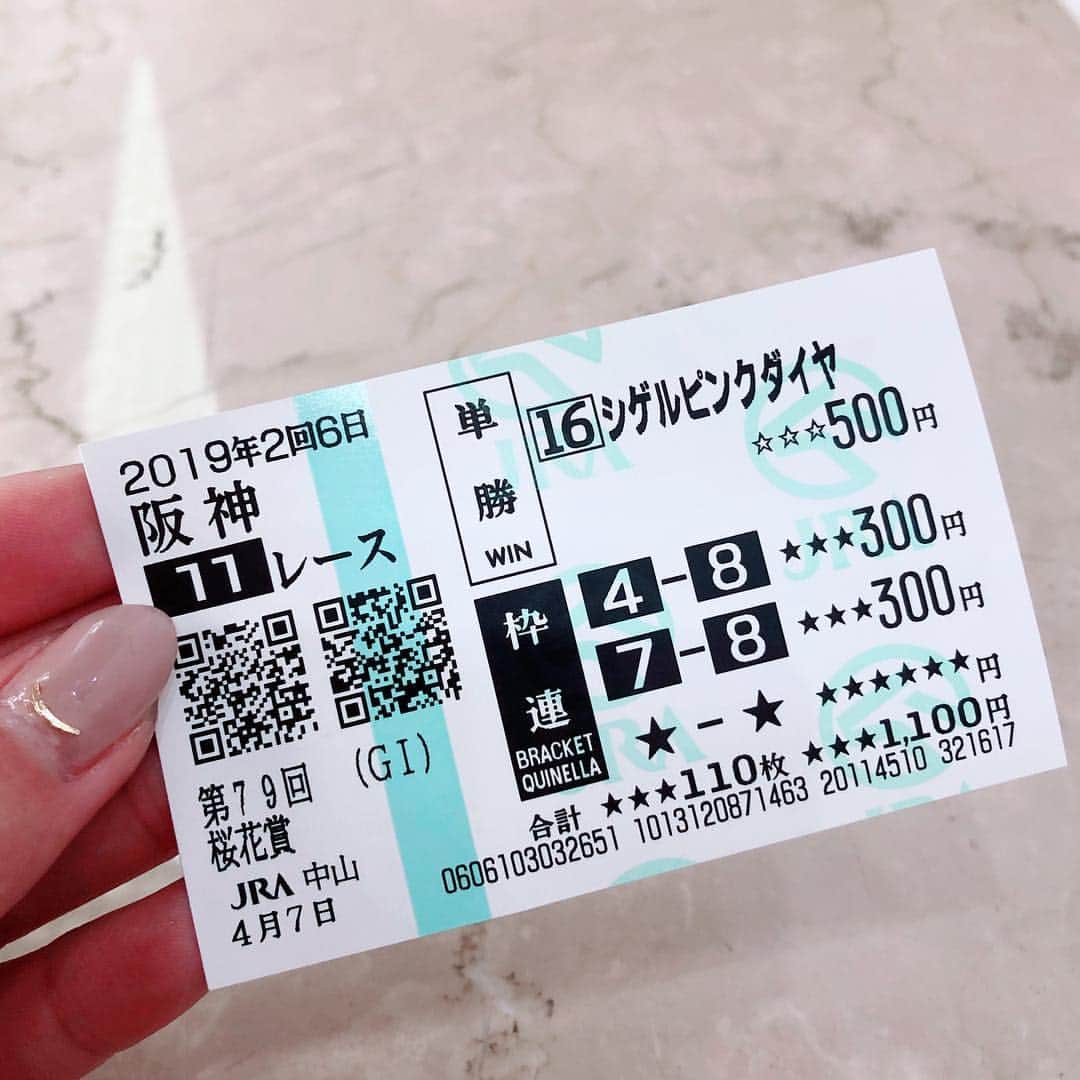 2019年2回6日
阪神
11レース
(GI)
第79回
桜花賞
JRA 中山
4月7日
単勝
WIN
16 シゲルピンクダイヤ
☆☆☆500円
枠連
BRACKET
QUINELLA
4-8 ★★★300円
7-8 ★★★300円
★-★ ★★★★★★円
合計 ★★★110枚 ★★★1,100円
0606103032651 1013120871463 20114510 321617